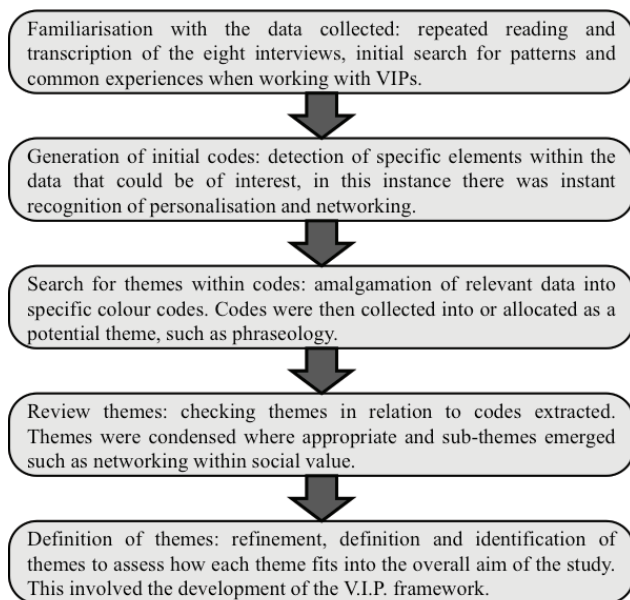 Familiarisation with the data collected: repeated reading and
transcription of the eight interviews, initial search for patterns and
common experiences when working with VIPs.
Generation of initial codes: detection of specific elements within the
data that could be of interest, in this instance there was instant
recognition of personalisation and networking.
Search for themes within codes: amalgamation of relevant data into
specific colour codes. Codes were then collected into or allocated as a
potential theme, such as phraseology.
Review themes: checking themes in relation to codes extracted.
Themes were condensed where appropriate and sub-themes emerged
such as networking within social value.
Definition of themes: refinement, definition and identification of
themes to assess how each theme fits into the overall aim of the study.
This involved the development of the V.I.P. framework.